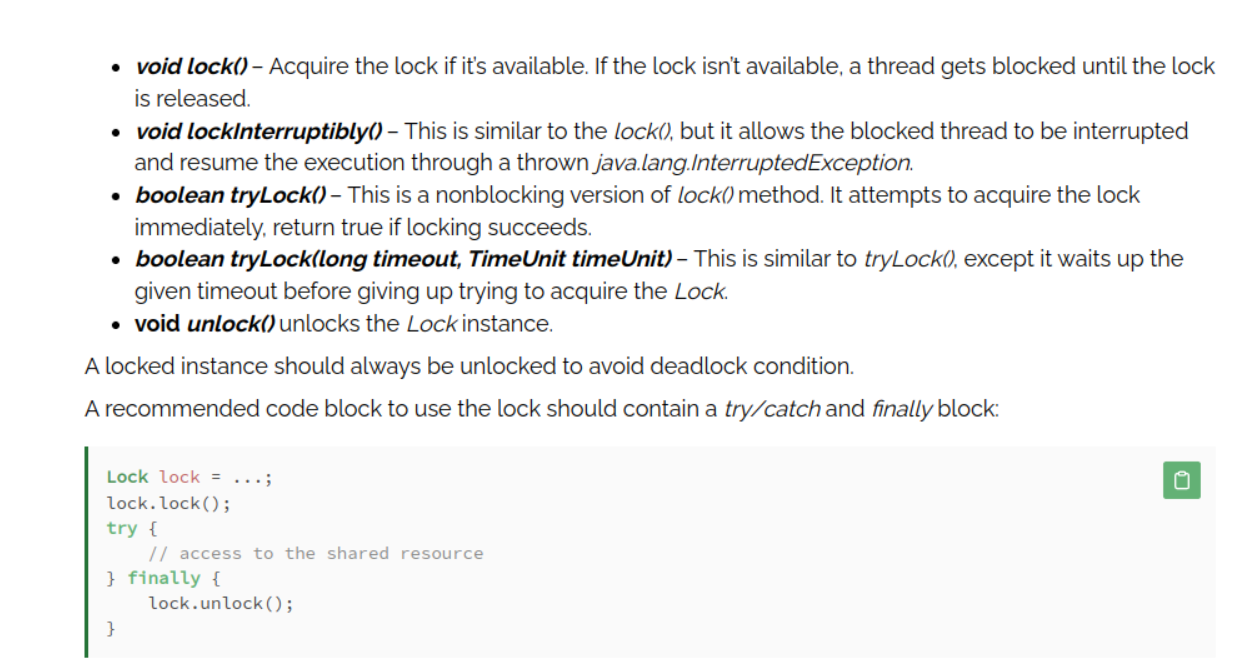 • void lock() – Acquire the lock if it's available. If the lock isn't available, a thread gets blocked until the lock
is released.
• void lockInterruptibly() – This is similar to the lock(), but it allows the blocked thread to be interrupted
and resume the execution through a thrown java.lang.InterruptedException.
• boolean tryLock() – This is a nonblocking version of lock() method. It attempts to acquire the lock
immediately, return true if locking succeeds.
• boolean tryLock(long timeout, TimeUnit timeUnit) – This is similar to tryLock(), except it waits up the
given timeout before giving up trying to acquire the Lock.
• void unlock() unlocks the Lock instance.
A locked instance should always be unlocked to avoid deadlock condition.
A recommended code block to use the lock should contain a try/catch and finally block:
Lock lock = ...;
lock.lock();
try {
    // access to the shared resource
} finally {
    lock.unlock();
}